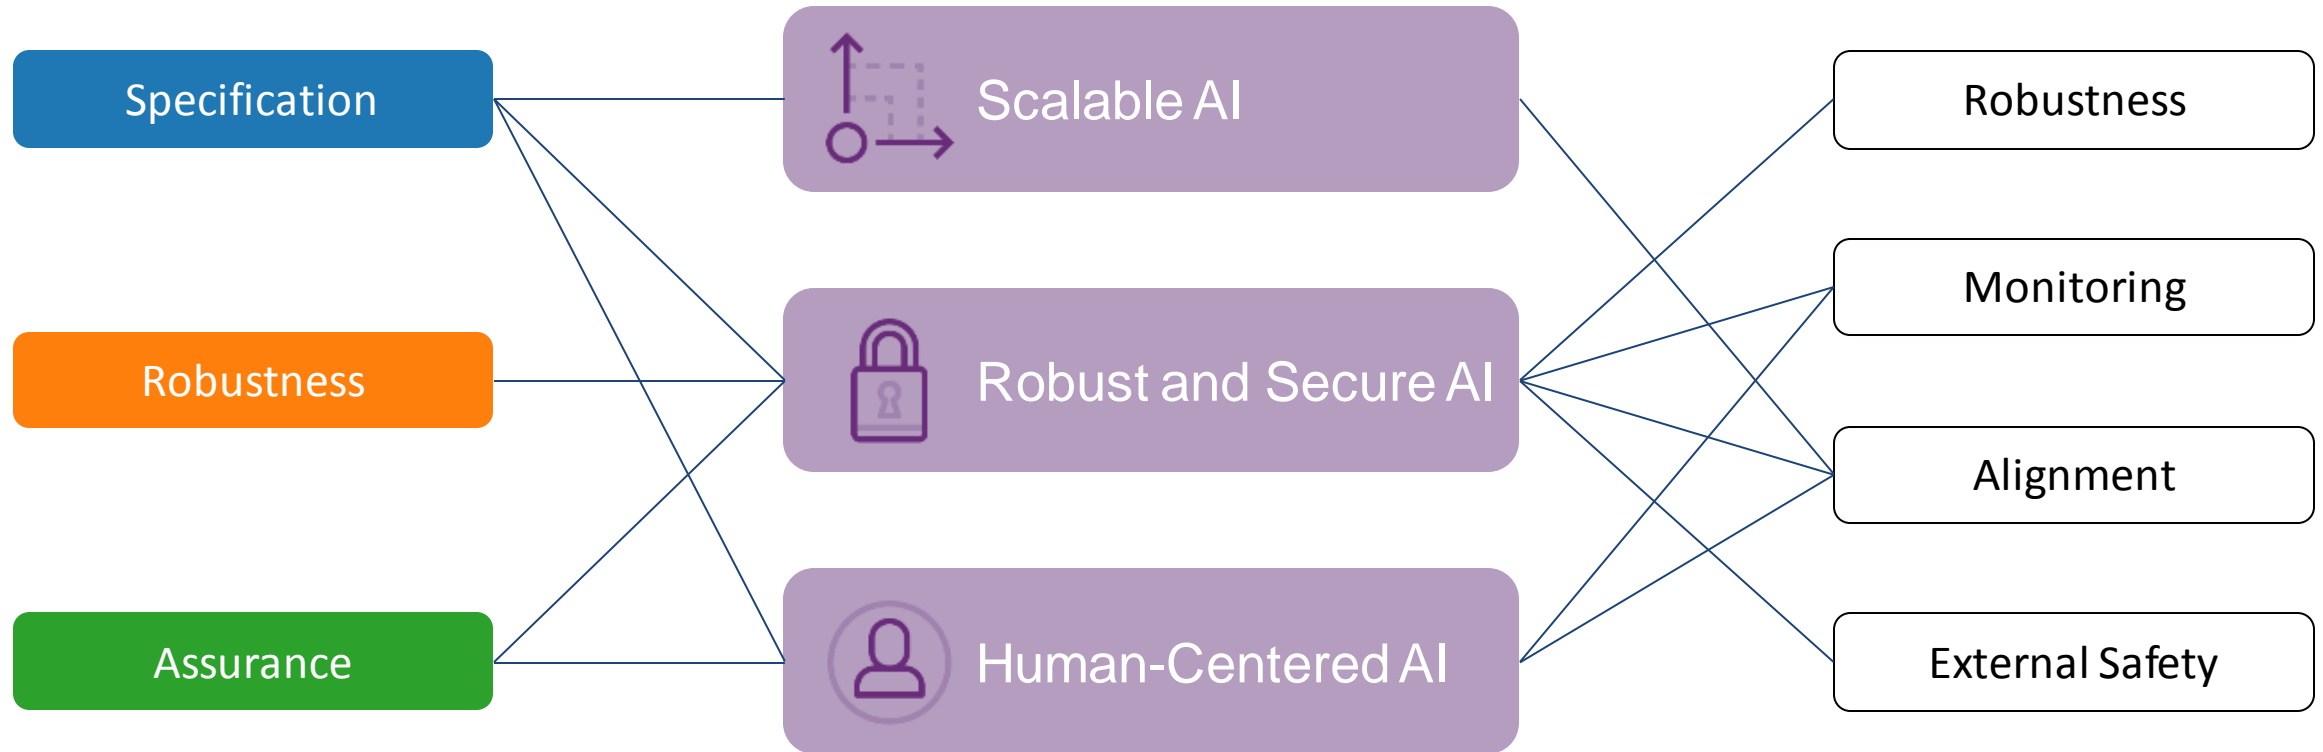 Specification
Robustness
Assurance
Scalable AI
Robust and Secure AI
Human-Centered AI
Robustness
Monitoring
Alignment
External Safety